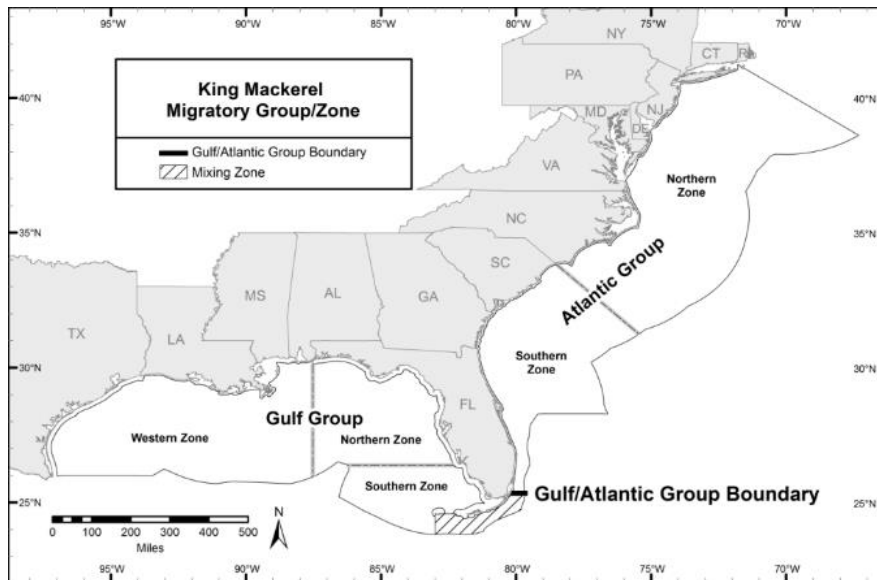 King Mackerel
Migratory Group/Zone
Gulf/Atlantic Group Boundary
Mixing Zone
NY
CT
RI
PA
NJ
MD
DE
VA
NC
SC
TX
LA
MS
AL
GA
FL
Northern
Zone
Atlantic Group
Southern
Zone
Gulf Group
Western Zone
Northern Zone
Southern Zone
Gulf/Atlantic Group Boundary
N
0 100 200 300 400 500
Miles
40°N
35°N
30°N
25°N
40°N
35°N
30°N
25°N
95°W
90°W
85°W
80°W
75°W
70°W
95°W
90°W
85°W
80°W
75°W
70°W